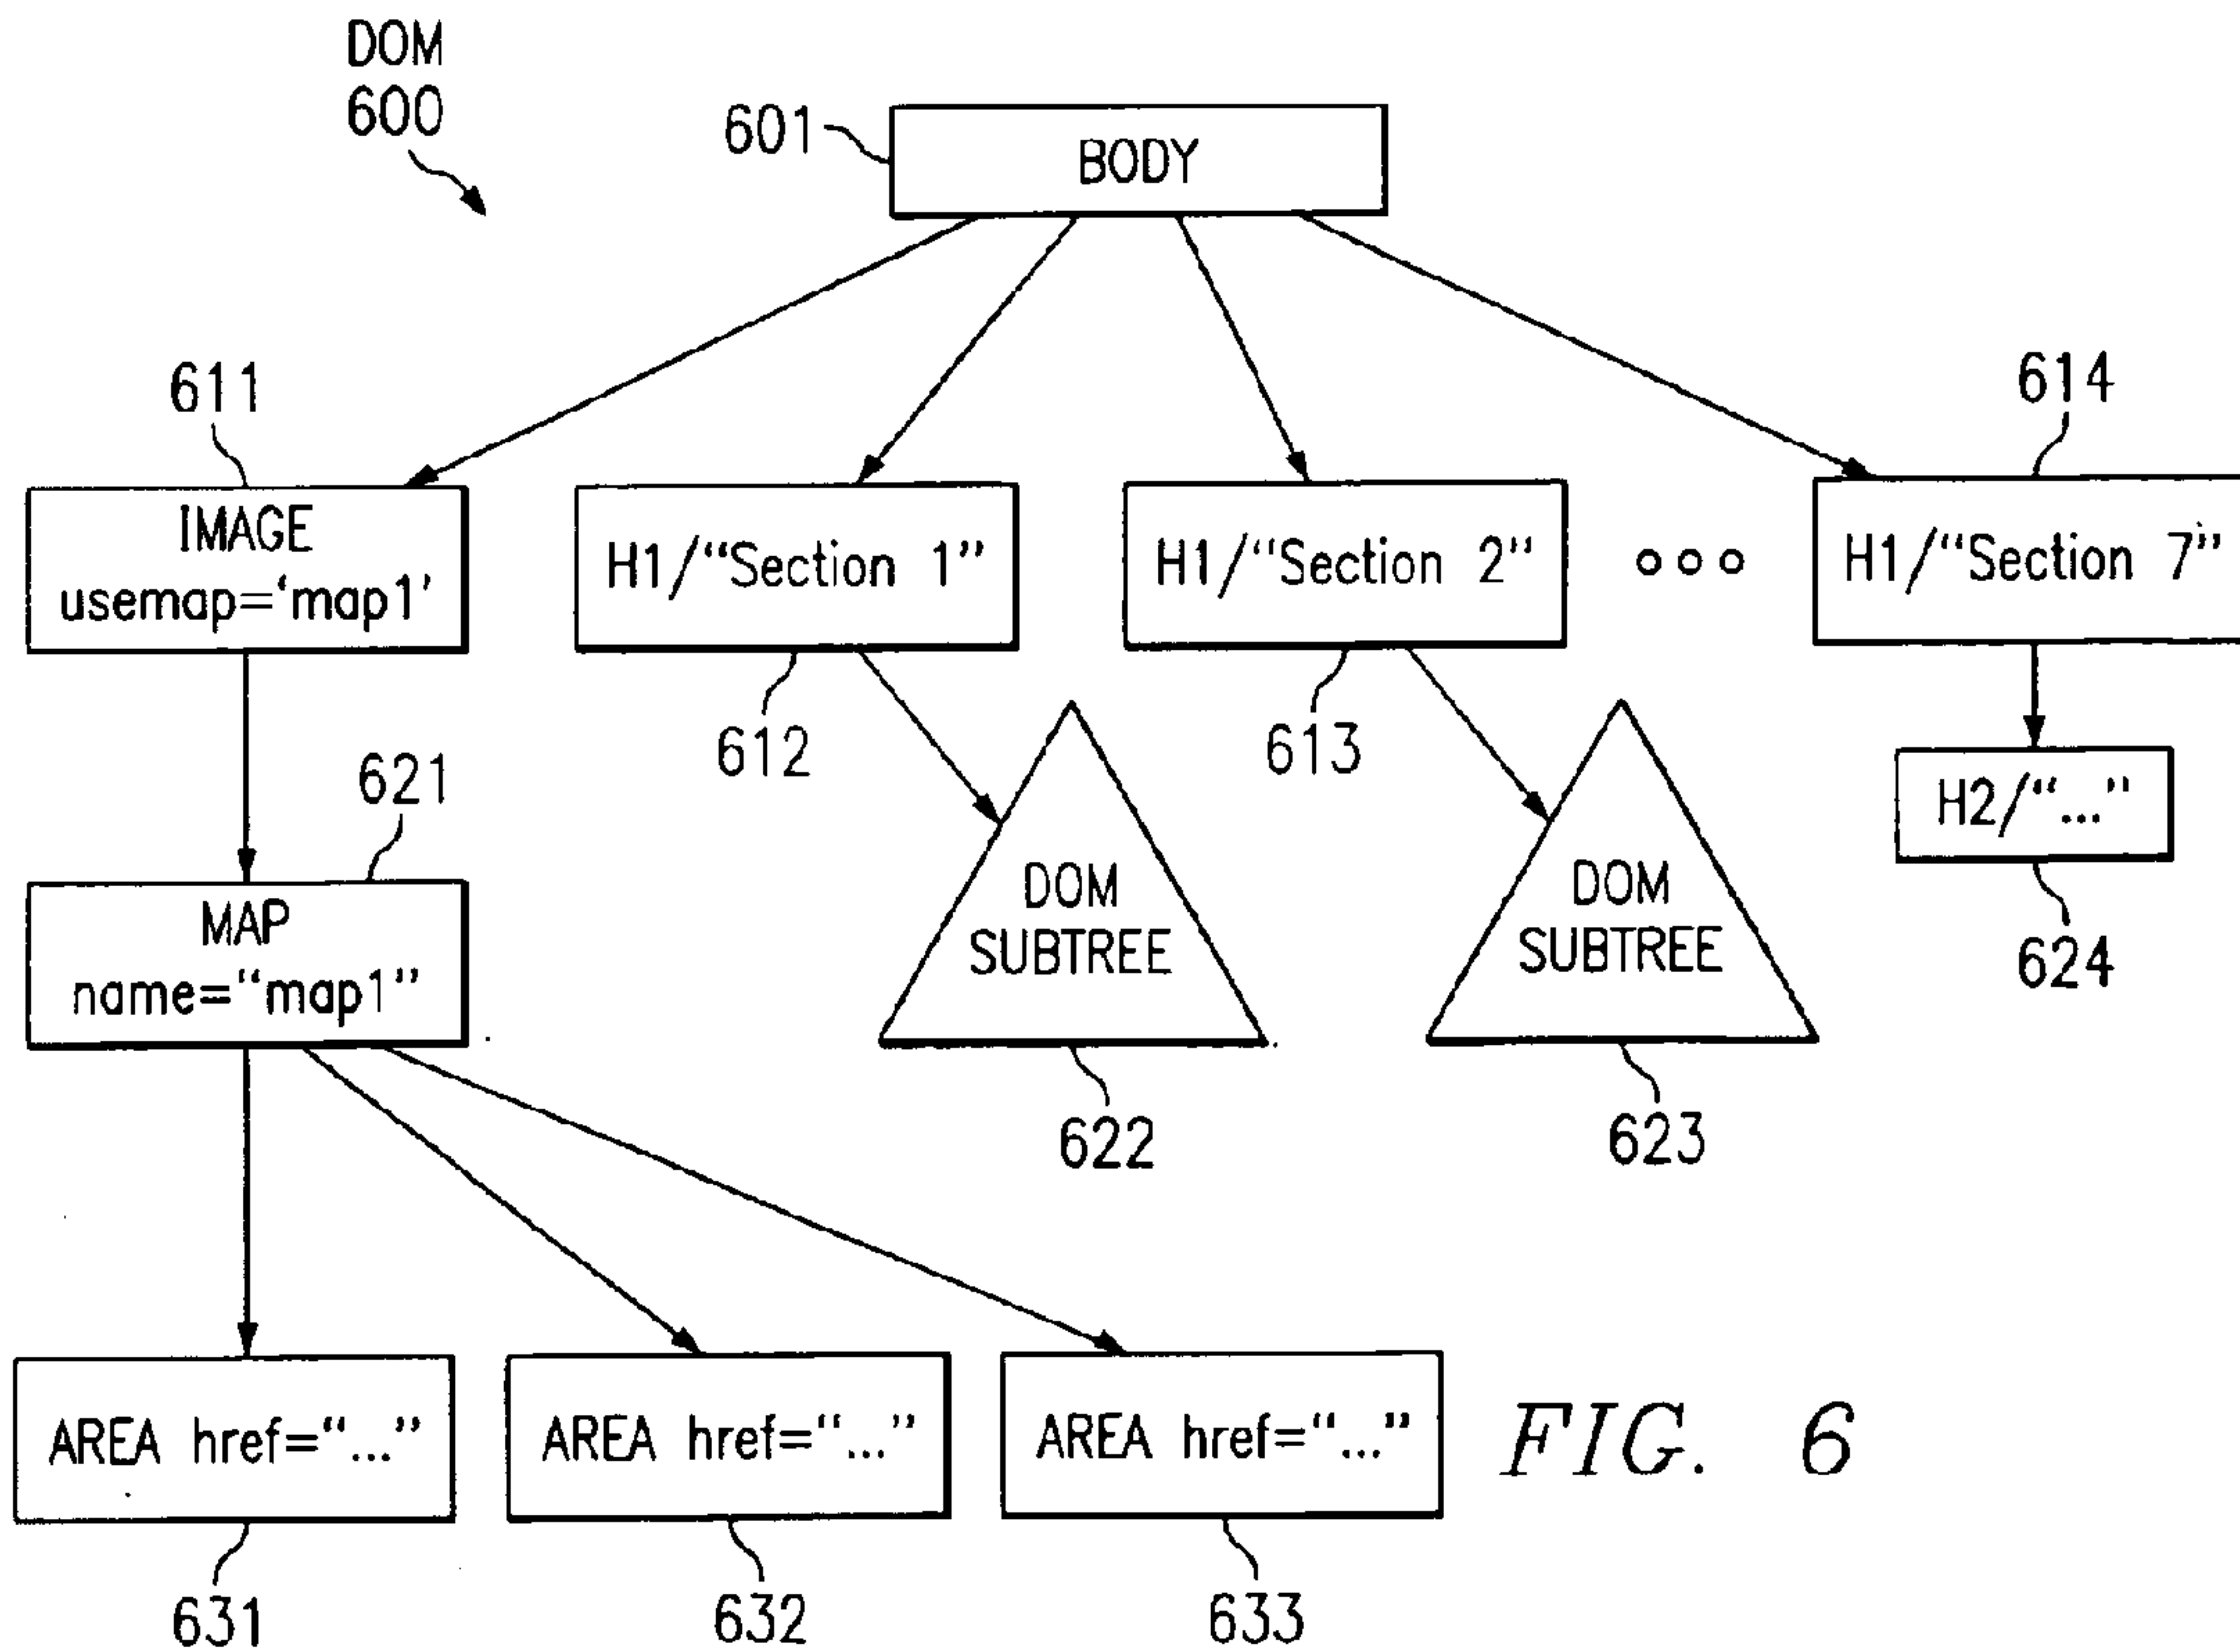 DOM
600
601
BODY
611
614
IMAGE
usemap=‘map1’
H1/“Section 1”
H1/“Section 2”
ooo
H1/“Section 7”
612
613
621
H2/“...”
624
MAP
name=“map1”
DOM
SUBTREE
DOM
SUBTREE
622
623
AREA href=“...”
AREA href=“...”
AREA href=“...”
FIG. 6
631
632
633